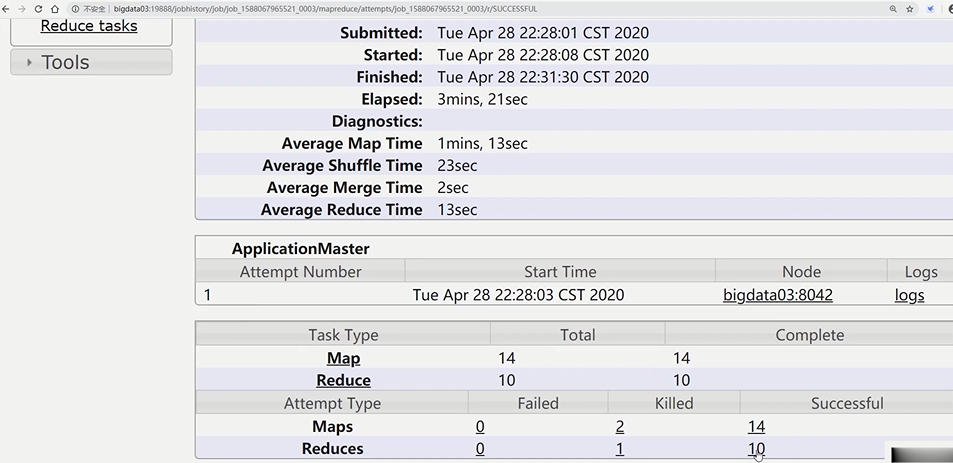 不安全 | bigdata03:19888/jobhistory/job/job_1588067965521_0003/mapreduce/attempts/job_1588067965521_0003/r/SUCCESSFUL
Reduce tasks
Tools
Submitted: Tue Apr 28 22:28:01 CST 2020
Started: Tue Apr 28 22:28:08 CST 2020
Finished: Tue Apr 28 22:31:30 CST 2020
Elapsed: 3mins, 21sec
Diagnostics:
Average Map Time 1mins, 13sec
Average Shuffle Time 23sec
Average Merge Time 2sec
Average Reduce Time 13sec
ApplicationMaster
Attempt Number Start Time Node Logs
1 Tue Apr 28 22:28:03 CST 2020 bigdata03:8042 logs
Task Type Total Complete
Map 14 14
Reduce 10 10
Attempt Type Failed Killed Successful
Maps 0 2 14
Reduces 0 1 10